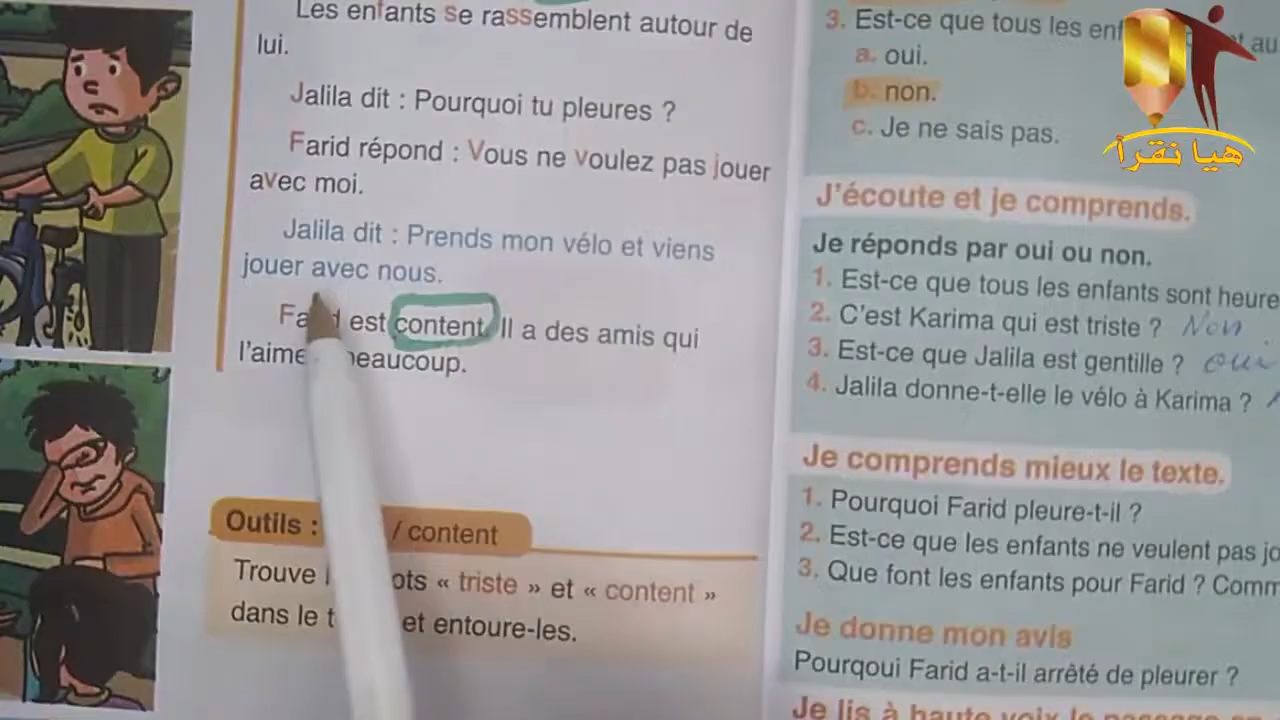 Les enfants se rassemblent autour de
lui.
Jalila dit : Pourquoi tu pleures ?
Farid répond : Vous ne voulez pas jouer
avec moi.
Jalila dit : Prends mon vélo et viens
jouer avec nous.
est content. Il a des amis qui
beaucoup.
Outils : / content
Trouve « triste » et « content »
dans le et entoure-les.
3. Est-ce que tous les au
a. oui.
b. non.
c. Je ne sais pas.
هيا نقرأ
J'écoute et je comprends.
Je réponds par oui ou non.
1. Est-ce que tous les enfants sont
2. C'est Karima qui est triste ? Non
3. Est-ce que Jalila est gentille ? oui
4. Jalila donne-t-elle le vélo à Karima ?
Je comprends mieux le texte.
1. Pourquoi Farid pleure-t-il ?
2. Est-ce que les enfants ne veulent pas
3. Que font les enfants pour Farid ?
Je donne mon avis
Pourqoui Farid a-t-il arrêté de pleurer ?
Je lis à haute voix le